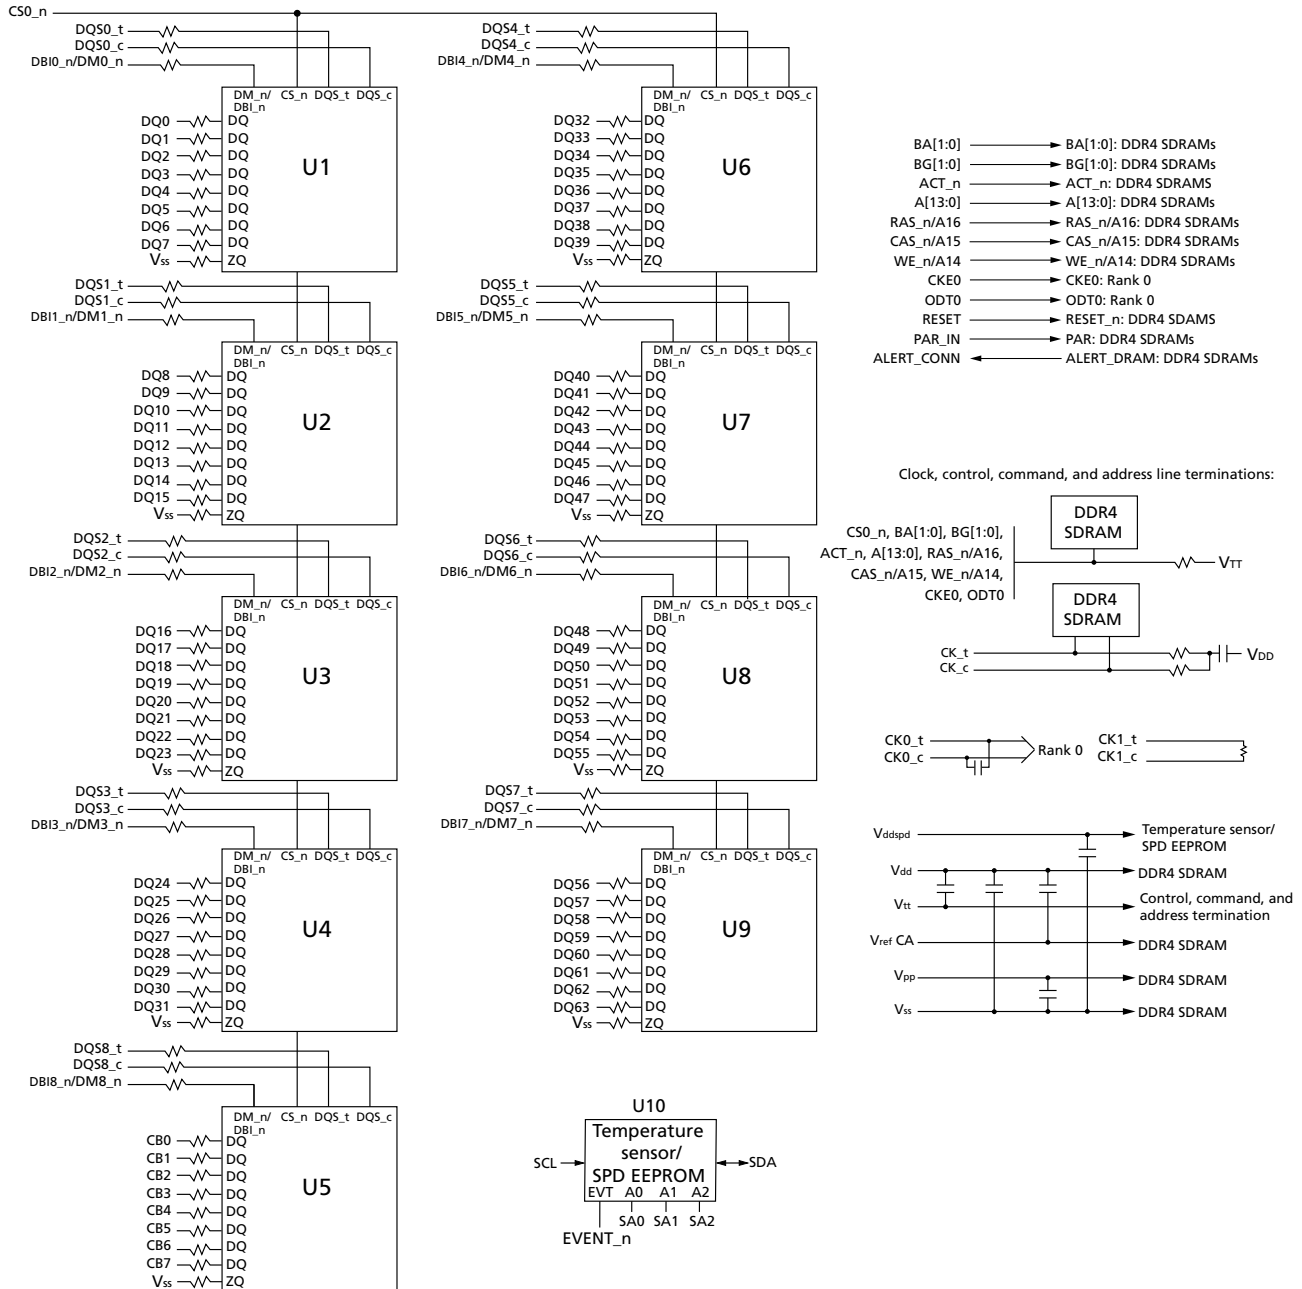 CS0_n
DQS0_t
DQS0_c
DBI0_n/DM0_n
DM_n/ CS_n DQS_t DQS_c
DBI_n
DQ0 DQ
DQ1 DQ
DQ2 DQ
DQ3 DQ
DQ4 DQ
DQ5 DQ
DQ6 DQ
DQ7 DQ
Vss ZQ
U1
DQS1_t
DQS1_c
DBI1_n/DM1_n
DM_n/ CS_n DQS_t DQS_c
DBI_n
DQ8 DQ
DQ9 DQ
DQ10 DQ
DQ11 DQ
DQ12 DQ
DQ13 DQ
DQ14 DQ
DQ15 DQ
Vss ZQ
U2
DQS2_t
DQS2_c
DBI2_n/DM2_n
DM_n/ CS_n DQS_t DQS_c
DBI_n
DQ16 DQ
DQ17 DQ
DQ18 DQ
DQ19 DQ
DQ20 DQ
DQ21 DQ
DQ22 DQ
DQ23 DQ
Vss ZQ
U3
DQS3_t
DQS3_c
DBI3_n/DM3_n
DM_n/ CS_n DQS_t DQS_c
DBI_n
DQ24 DQ
DQ25 DQ
DQ26 DQ
DQ27 DQ
DQ28 DQ
DQ29 DQ
DQ30 DQ
DQ31 DQ
Vss ZQ
U4
DQS8_t
DQS8_c
DBI8_n/DM8_n
DM_n/ CS_n DQS_t DQS_c
DBI_n
CB0 DQ
CB1 DQ
CB2 DQ
CB3 DQ
CB4 DQ
CB5 DQ
CB6 DQ
CB7 DQ
Vss ZQ
U5
DQS4_t
DQS4_c
DBI4_n/DM4_n
DM_n/ CS_n DQS_t DQS_c
DBI_n
DQ32 DQ
DQ33 DQ
DQ34 DQ
DQ35 DQ
DQ36 DQ
DQ37 DQ
DQ38 DQ
DQ39 DQ
Vss ZQ
U6
DQS5_t
DQS5_c
DBI5_n/DM5_n
DM_n/ CS_n DQS_t DQS_c
DBI_n
DQ40 DQ
DQ41 DQ
DQ42 DQ
DQ43 DQ
DQ44 DQ
DQ45 DQ
DQ46 DQ
DQ47 DQ
Vss ZQ
U7
DQS6_t
DQS6_c
DBI6_n/DM6_n
DM_n/ CS_n DQS_t DQS_c
DBI_n
DQ48 DQ
DQ49 DQ
DQ50 DQ
DQ51 DQ
DQ52 DQ
DQ53 DQ
DQ54 DQ
DQ55 DQ
Vss ZQ
U8
DQS7_t
DQS7_c
DBI7_n/DM7_n
DM_n/ CS_n DQS_t DQS_c
DBI_n
DQ56 DQ
DQ57 DQ
DQ58 DQ
DQ59 DQ
DQ60 DQ
DQ61 DQ
DQ62 DQ
DQ63 DQ
Vss ZQ
U9
U10
Temperature
sensor/
SPD EEPROM
SCL SDA
EVT A0 A1 A2
SA0 SA1 SA2
EVENT_n
BA[1:0] BA[1:0]: DDR4 SDRAMs
BG[1:0] BG[1:0]: DDR4 SDRAMs
ACT_n ACT_n: DDR4 SDRAMS
A[13:0] A[13:0]: DDR4 SDRAMs
RAS_n/A16 RAS_n/A16: DDR4 SDRAMs
CAS_n/A15 CAS_n/A15: DDR4 SDRAMs
WE_n/A14 WE_n/A14: DDR4 SDRAMs
CKE0 CKE0: Rank 0
ODT0 ODT0: Rank 0
RESET RESET_n: DDR4 SDAMS
PAR_IN PAR: DDR4 SDRAMs
ALERT_CONN ALERT_DRAM: DDR4 SDRAMs
Clock, control, command, and address line terminations:
DDR4
SDRAM
CS0_n, BA[1:0], BG[1:0],
ACT_n, A[13:0], RAS_n/A16,
CAS_n/A15, WE_n/A14,
CKE0, ODT0
VTT
DDR4
SDRAM
CK_t
CK_c
VDD
CK0_t
CK0_c
Rank 0
CK1_t
CK1_c
Vddspd Temperature sensor/
SPD EEPROM
Vdd DDR4 SDRAM
Vtt Control, command, and
address termination
Vref CA DDR4 SDRAM
Vpp DDR4 SDRAM
Vss DDR4 SDRAM